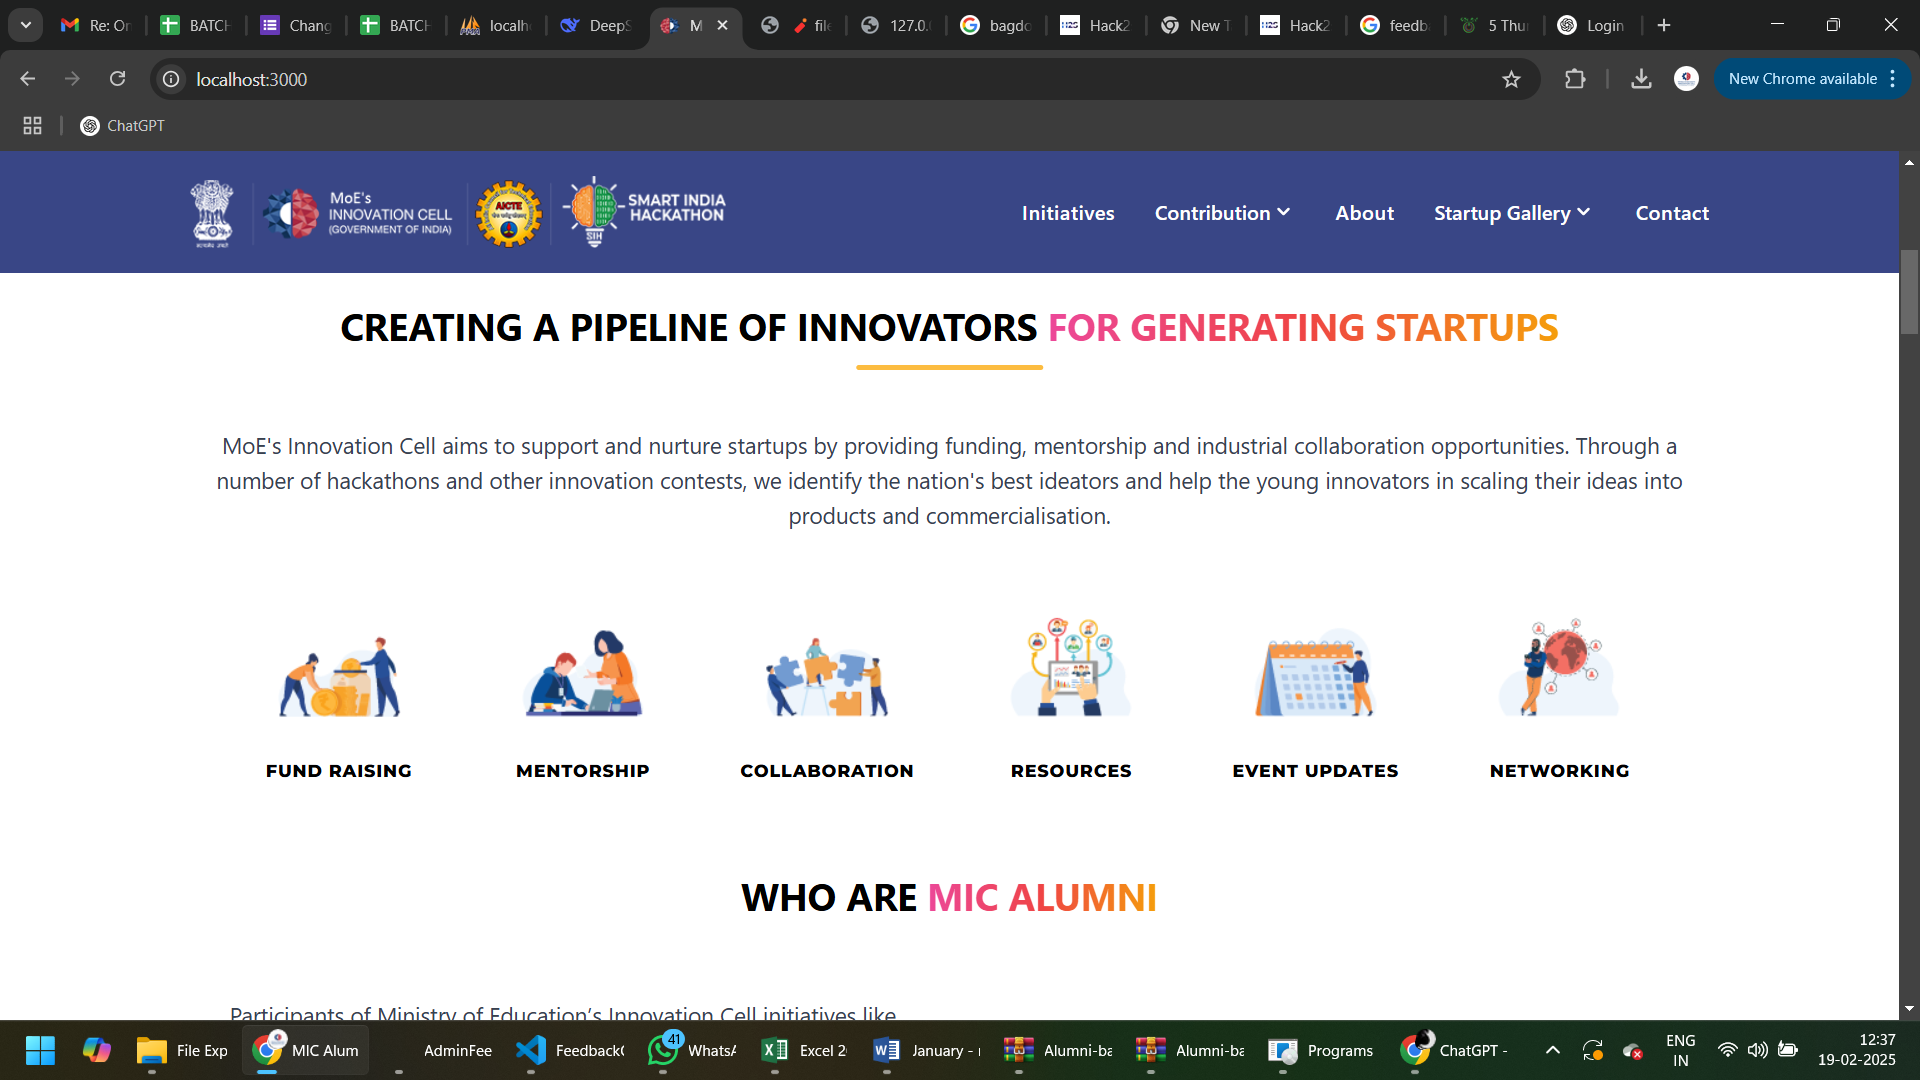 Re: On
BATCH
Chang
BATCH
localh
DeepS
M
file
127.0.
bagdo
Hack2
New T
Hack2
feedba
5 Thu
Login
localhost:3000
New Chrome available
ChatGPT
MoE's
INNOVATION CELL
(GOVERNMENT OF INDIA)
AICTE
SIH
SMART INDIA
HACKATHON
Initiatives
Contribution
About
Startup Gallery
Contact
CREATING A PIPELINE OF INNOVATORS FOR GENERATING STARTUPS
MoE's Innovation Cell aims to support and nurture startups by providing funding, mentorship and industrial collaboration opportunities. Through a
number of hackathons and other innovation contests, we identify the nation's best ideators and help the young innovators in scaling their ideas into
products and commercialisation.
FUND RAISING
MENTORSHIP
COLLABORATION
RESOURCES
EVENT UPDATES
NETWORKING
WHO ARE MIC ALUMNI
Participants of Ministry of Education’s Innovation Cell initiatives like
File Exp
MIC Alum
AdminFee
FeedbackC
41
WhatsA
Excel 2
January -
Alumni-ba
Alumni-ba
Programs
ChatGPT -
ENG
IN
12:37
19-02-2025